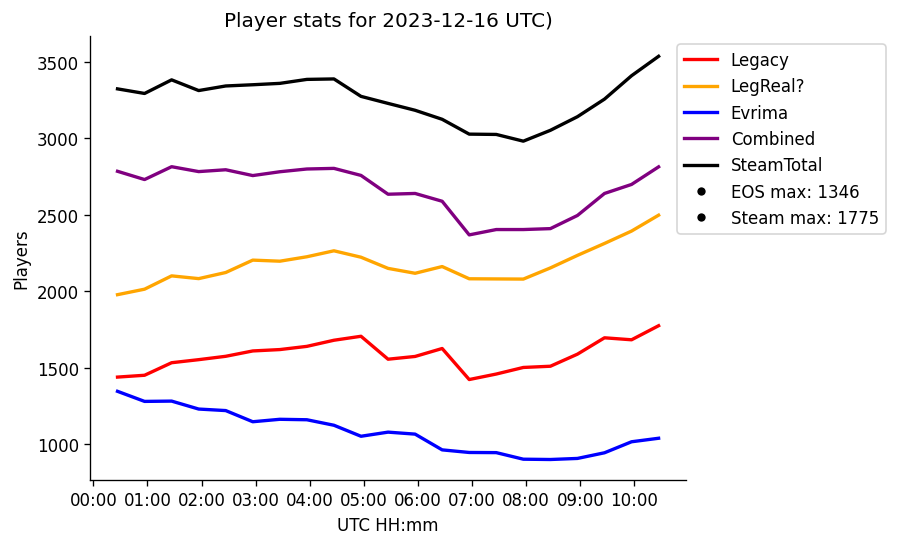 Player stats for 2023-12-16 UTC)
Players
3500
3000
2500
2000
1500
1000
00:00 01:00 02:00 03:00 04:00 05:00 06:00 07:00 08:00 09:00 10:00
UTC HH:mm
Legacy
LegReal?
Evrima
Combined
SteamTotal
EOS max: 1346
Steam max: 1775